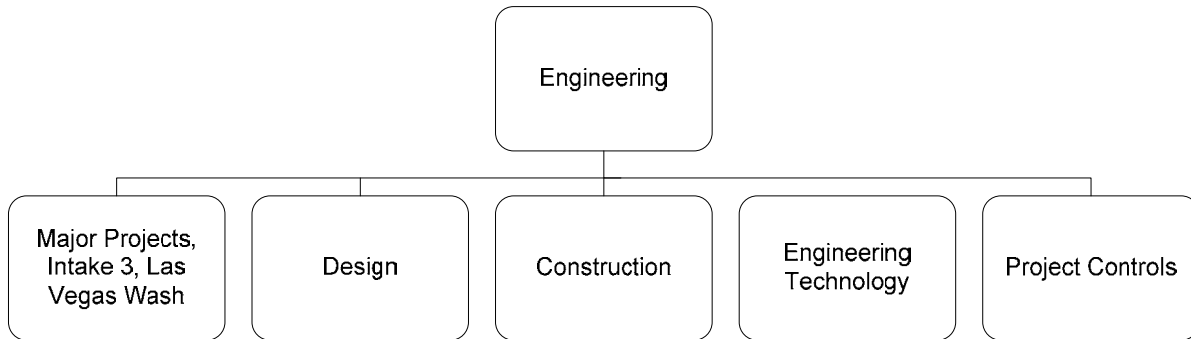 Engineering
Major Projects,
Intake 3, Las
Vegas Wash
Design
Construction
Engineering
Technology
Project Controls